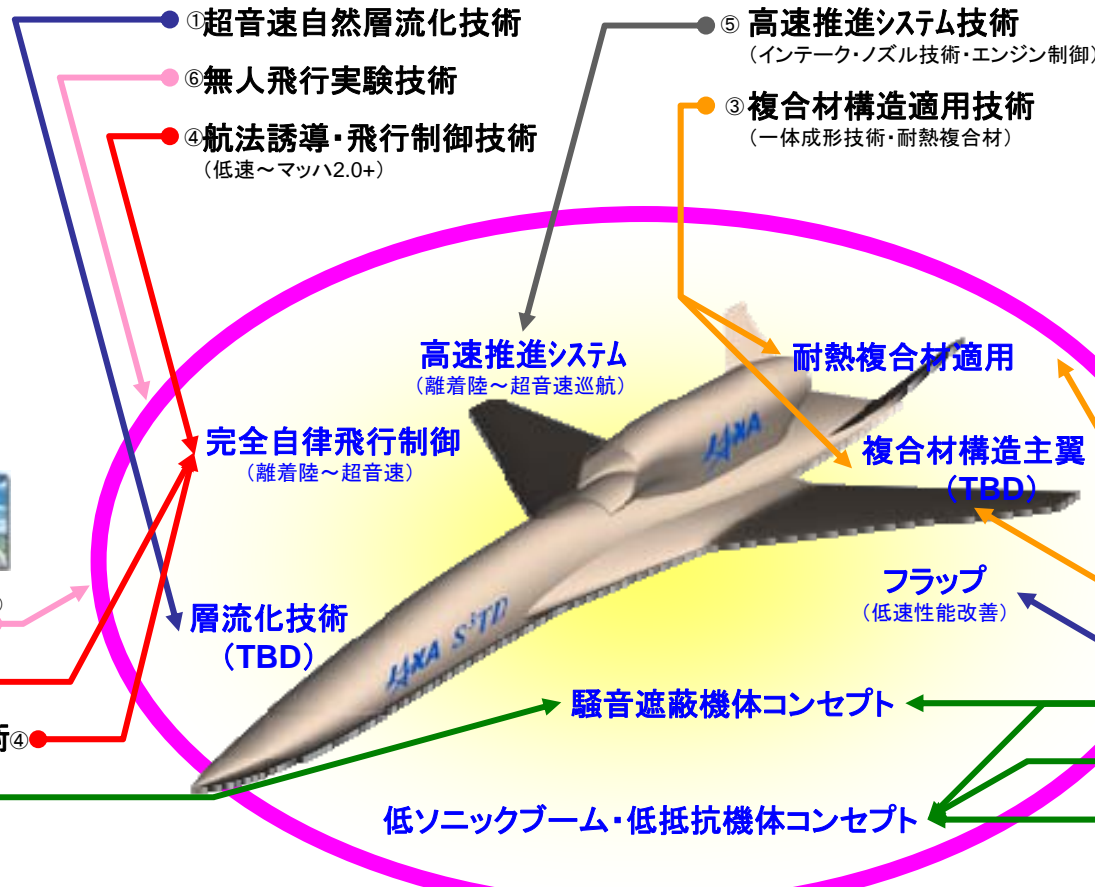 ①超音速自然層流化技術
⑥無人飛行実験技術
④航法誘導・飛行制御技術
（低速～マッハ2.0+）
⑤ 高速推進システム技術
（インテーク・ノズル技術・エンジン制御）
③複合材構造適用技術
（一体成形技術・耐熱複合材）
高速推進システム
（離着陸～超音速巡航）
耐熱複合材適用
完全自律飛行制御
（離着陸～超音速）
JAXA
複合材構造主翼
（TBD）
フラップ
（低速性能改善）
層流化技術
（TBD）
JAXA S³TD
騒音遮蔽機体コンセプト
術④
低ソニックブーム・低抵抗機体コンセプト